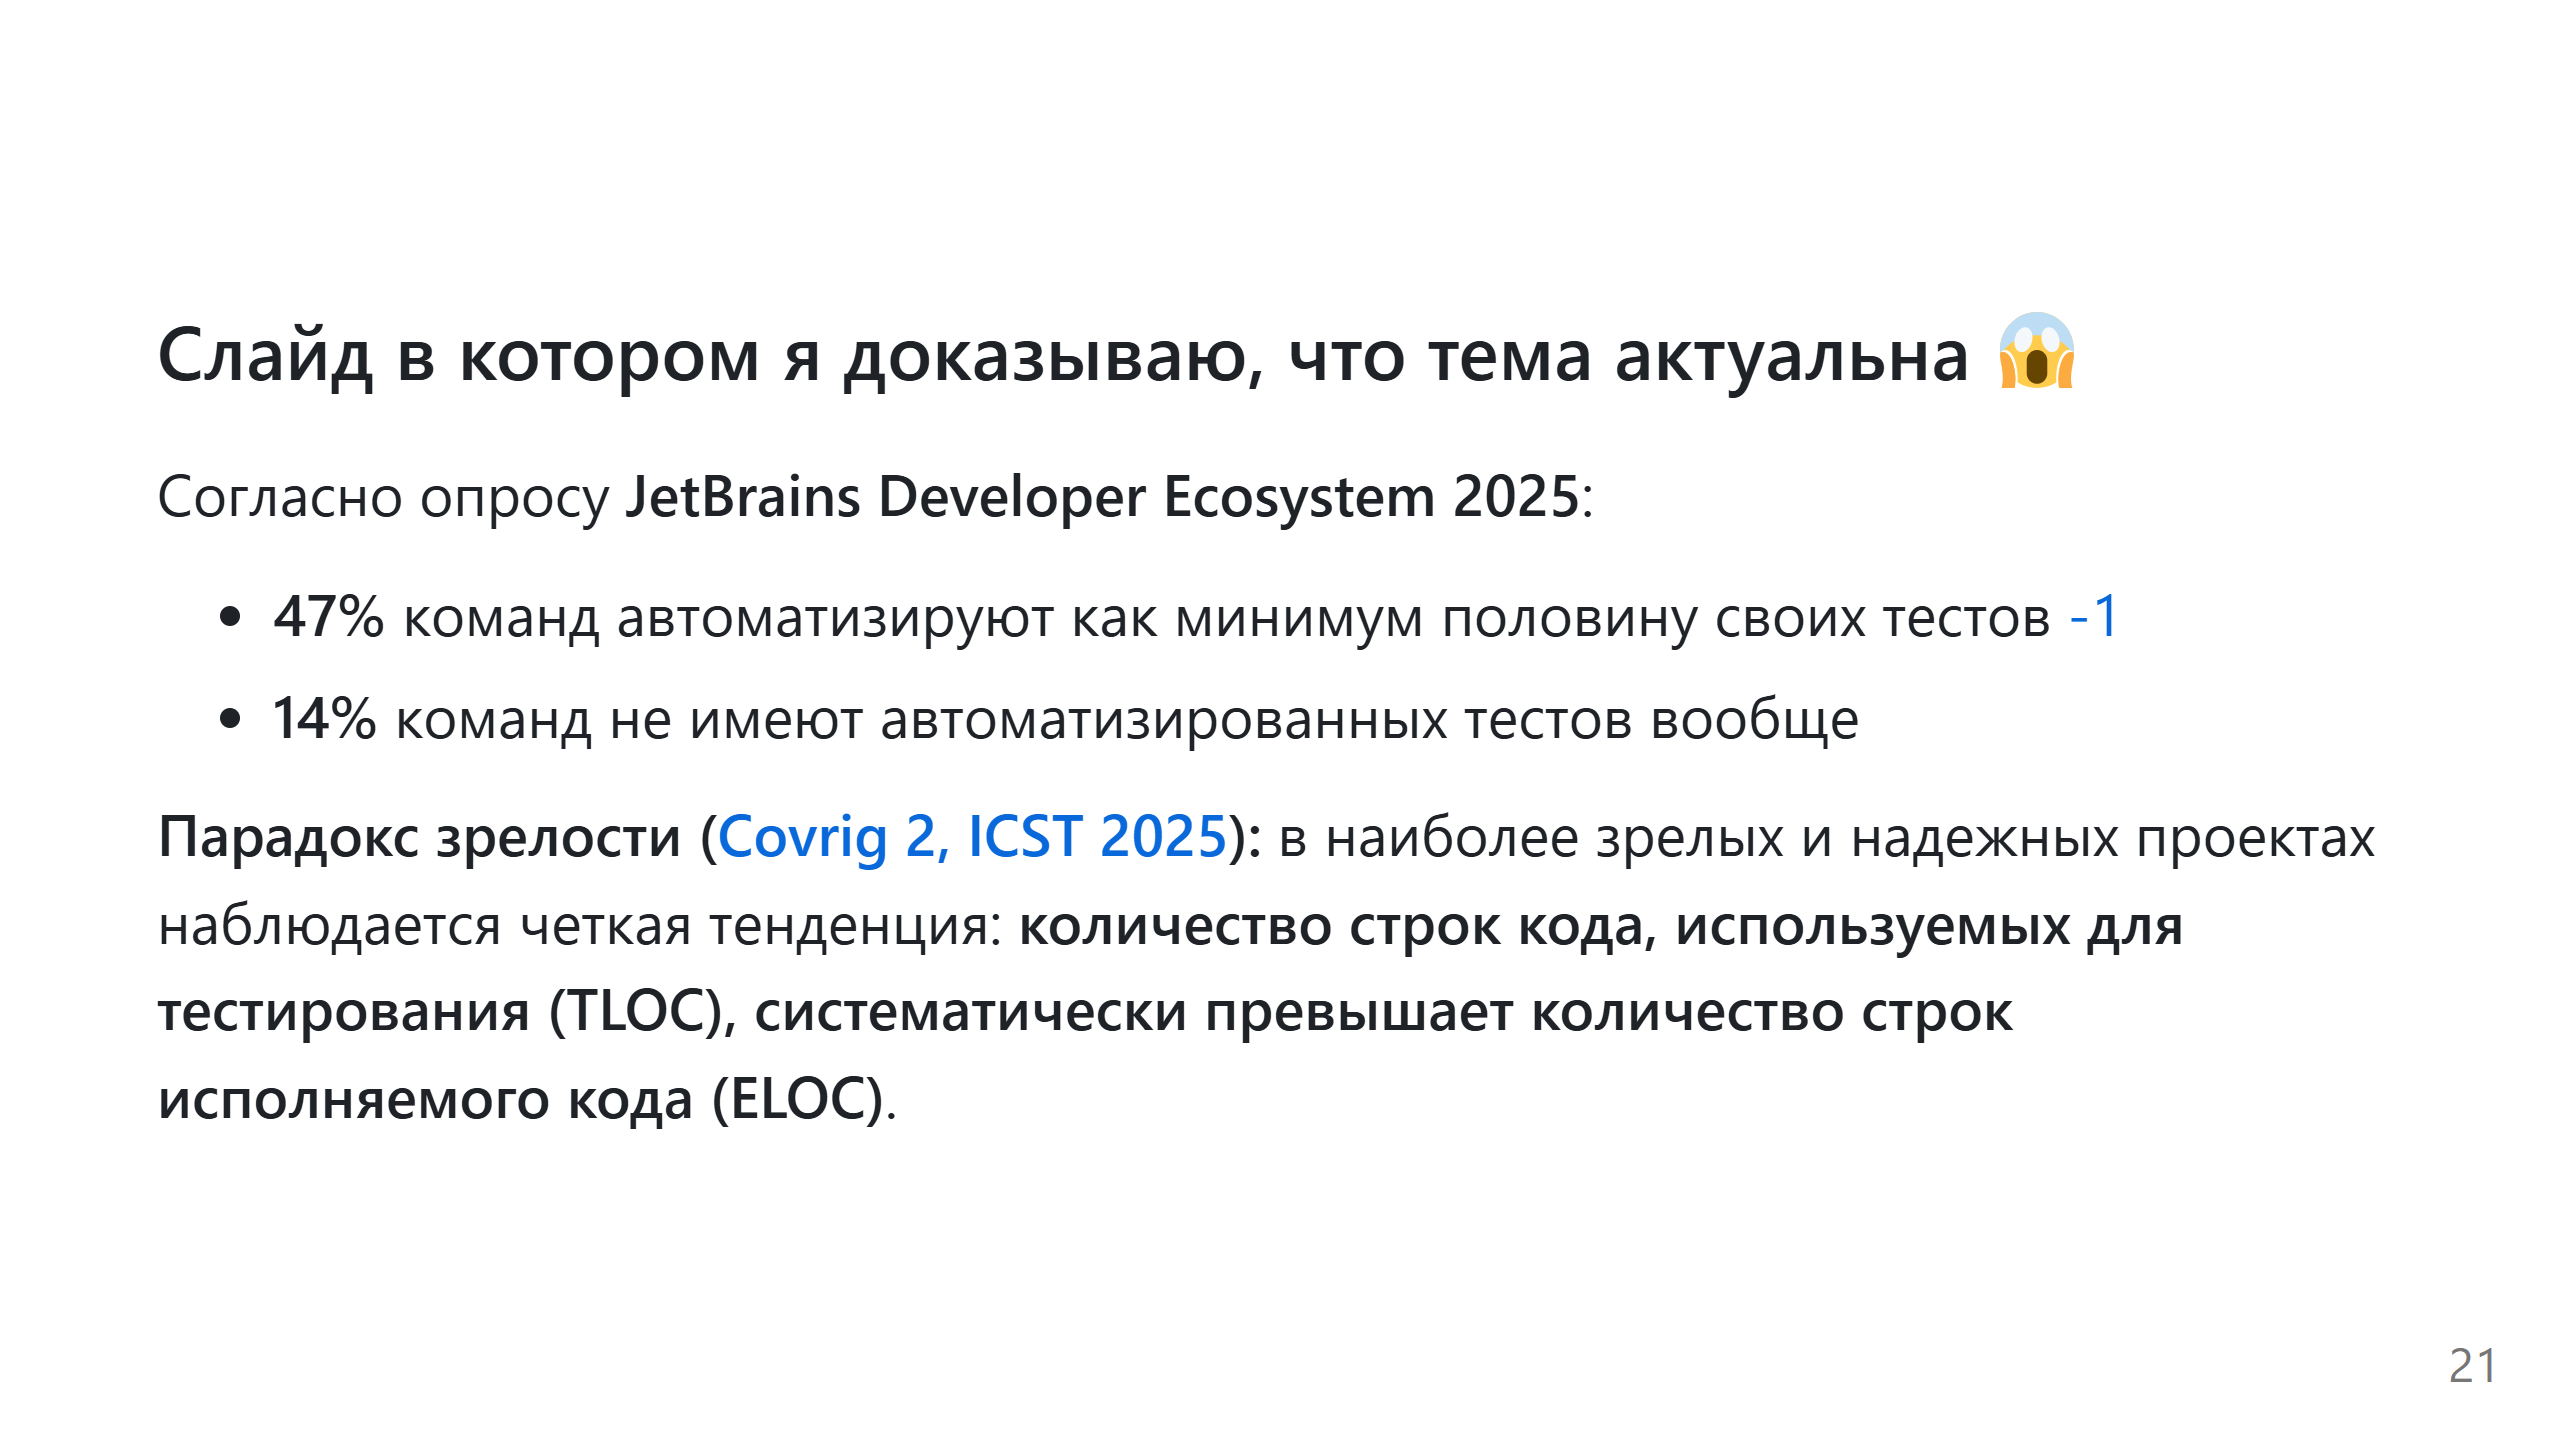 Слайд в котором я доказываю, что тема актуальна 😱
Согласно опросу JetBrains Developer Ecosystem 2025:
• 47% команд автоматизируют как минимум половину своих тестов -1
• 14% команд не имеют автоматизированных тестов вообще
Парадокс зрелости (Covrig 2, ICST 2025): в наиболее зрелых и надежных проектах
наблюдается четкая тенденция: количество строк кода, используемых для
тестирования (TLOC), систематически превышает количество строк
исполняемого кода (ELOC).
21